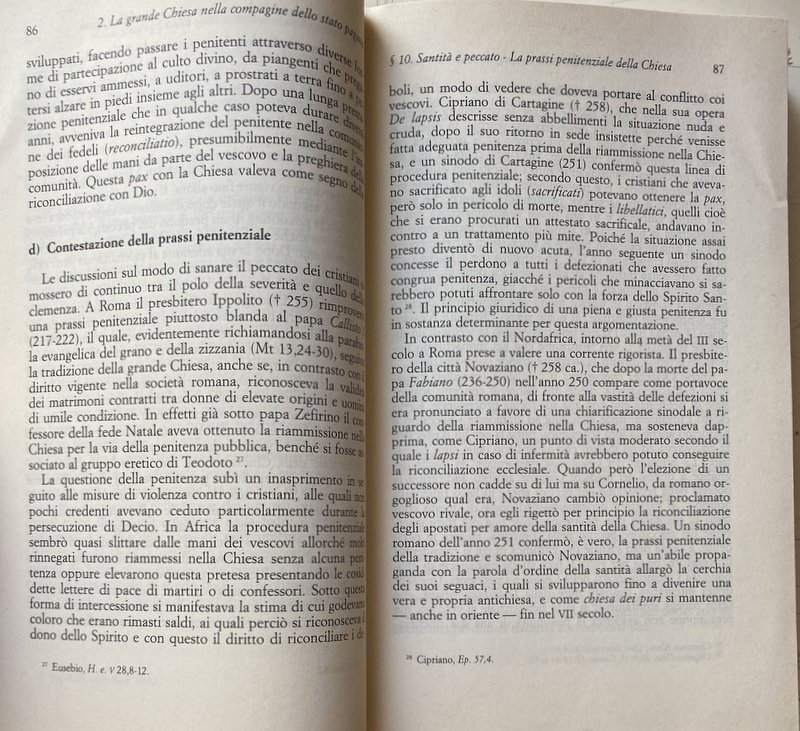 86
2. La grande Chiesa nella compagine dello stato
sviluppati, facendo passare i penitenti attraverso diverse
me di partecipazione al culto divino, da piangenti che
no di esservi ammessi, a uditori, a prostrati a terra fino a
tersi alzare in piedi insieme agli altri. Dopo una lunga
zione penitenziale che in qualche caso poteva durare
anni, avveniva la reintegrazione del penitente nella
ne dei fedeli (reconciliatio), presumibilmente mediante
posizione delle mani da parte del vescovo e la preghiera della
comunità. Questa pax con la Chiesa valeva come segno della
riconciliazione con Dio.
d) Contestazione della prassi penitenziale
Le discussioni sul modo di sanare il peccato dei cristiani
mossero di continuo tra il polo della severità e quello della
clemenza. A Roma il presbitero Ippolito († 255)
una prassi penitenziale piuttosto blanda al papa
(217-222), il quale, evidentemente richiamandosi alla
la evangelica del grano e della zizzania (Mt 13,24-30),
la tradizione della grande Chiesa, anche se, in contrasto con il
diritto vigente nella società romana, riconosceva la validità
dei matrimoni contratti tra donne di elevate origini e uomini
di umile condizione. In effetti già sotto papa Zefirino il con-
fessore della fede Natale aveva ottenuto la riammissione nella
Chiesa per la via della penitenza pubblica, benché si fosse as-
sociato al gruppo eretico di Teodoto 27.
La questione della penitenza subì un inasprimento in se-
guito alle misure di violenza contro i cristiani, alle quali non
pochi credenti avevano ceduto particolarmente durante la
persecuzione di Decio. In Africa la procedura penitenziale
sembrò quasi slittare dalle mani dei vescovi allorché molti
rinnegati furono riammessi nella Chiesa senza alcuna peni-
tenza oppure elevarono questa pretesa presentando le cosid-
dette lettere di pace di martiri o di confessori. Sotto questa
forma di intercessione si manifestava la stima di cui godevano
coloro che erano rimasti saldi, ai quali perciò si riconosceva il
dono dello Spirito e con questo il diritto di riconciliare i de-
27 Eusebio, H. e. V 28,8-12.
§ 10. Santità e peccato - La prassi penitenziale della Chiesa
87
boli, un modo di vedere che doveva portare al conflitto coi
vescovi. Cipriano di Cartagine († 258), che nella sua opera
De lapsis descrisse senza abbellimenti la situazione nuda e
cruda, dopo il suo ritorno in sede insistette perché venisse
fatta adeguata penitenza prima della riammissione nella Chie-
sa, e un sinodo di Cartagine (251) confermò questa linea di
procedura penitenziale; secondo questo, i cristiani che aveva-
no sacrificato agli idoli (sacrificati) potevano ottenere la pax,
però solo in pericolo di morte, mentre i libellatici, quelli cioè
che si erano procurati un attestato sacrificale, andavano in-
contro a un trattamento più mite. Poiché la situazione assai
presto diventò di nuovo acuta, l'anno seguente un sinodo
concesse il perdono a tutti i defezionati che avessero fatto
congrua penitenza, giacché i pericoli che minacciavano si sa-
rebbero potuti affrontare solo con la forza dello Spirito San-
to 28. Il principio giuridico di una piena e giusta penitenza fu
in sostanza determinante per questa argomentazione.
In contrasto con il Nordafrica, intorno alla metà del III se-
colo a Roma prese a valere una corrente rigorista. Il presbite-
ro della città Novaziano († 258 ca.), che dopo la morte del pa-
pa Fabiano (236-250) nell'anno 250 compare come portavoce
della comunità romana, di fronte alla vastità delle defezioni si
era pronunciato a favore di una chiarificazione sinodale a ri-
guardo della riammissione nella Chiesa, ma sosteneva dap-
prima, come Cipriano, un punto di vista moderato secondo il
quale i lapsi in caso di infermità avrebbero potuto conseguire
la riconciliazione ecclesiale. Quando però l'elezione di un
successore non cadde su di lui ma su Cornelio, da romano or-
goglioso qual era, Novaziano cambiò opinione; proclamato
vescovo rivale, ora egli rigettò per principio la riconciliazione
degli apostati per amore della santità della Chiesa. Un sinodo
romano dell'anno 251 confermò, è vero, la prassi penitenziale
della tradizione e scomunicò Novaziano, ma un'abile propa-
ganda con la parola d'ordine della santità allargò la cerchia
dei suoi seguaci, i quali si svilupparono fino a divenire una
vera e propria antichiesa, e come chiesa dei puri si mantenne
— anche in oriente — fin nel VII secolo.
28 Cipriano, Ep. 57,4.